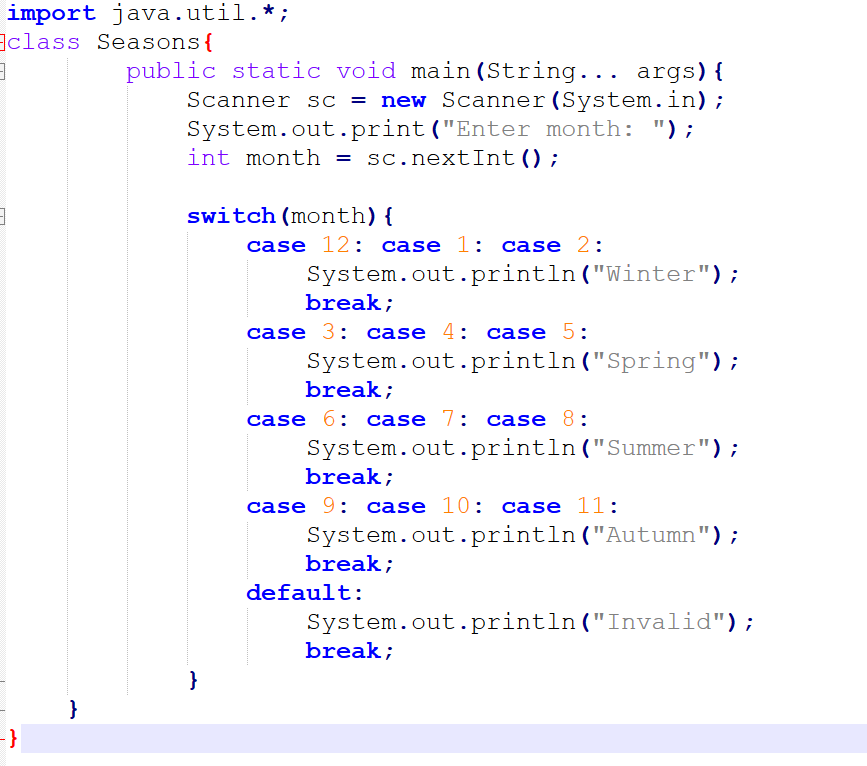 import java.util.*;
class Seasons{
public static void main(String... args){
Scanner sc = new Scanner(System.in);
System.out.print("Enter month: ");
int month = sc.nextInt();
switch(month){
case 12: case 1: case 2:
System.out.println("Winter");
break;
case 3: case 4: case 5:
System.out.println("Spring");
break;
case 6: case 7: case 8:
System.out.println("Summer");
break;
case 9: case 10: case 11:
System.out.println("Autumn");
break;
default:
System.out.println("Invalid");
break;
}
}
}